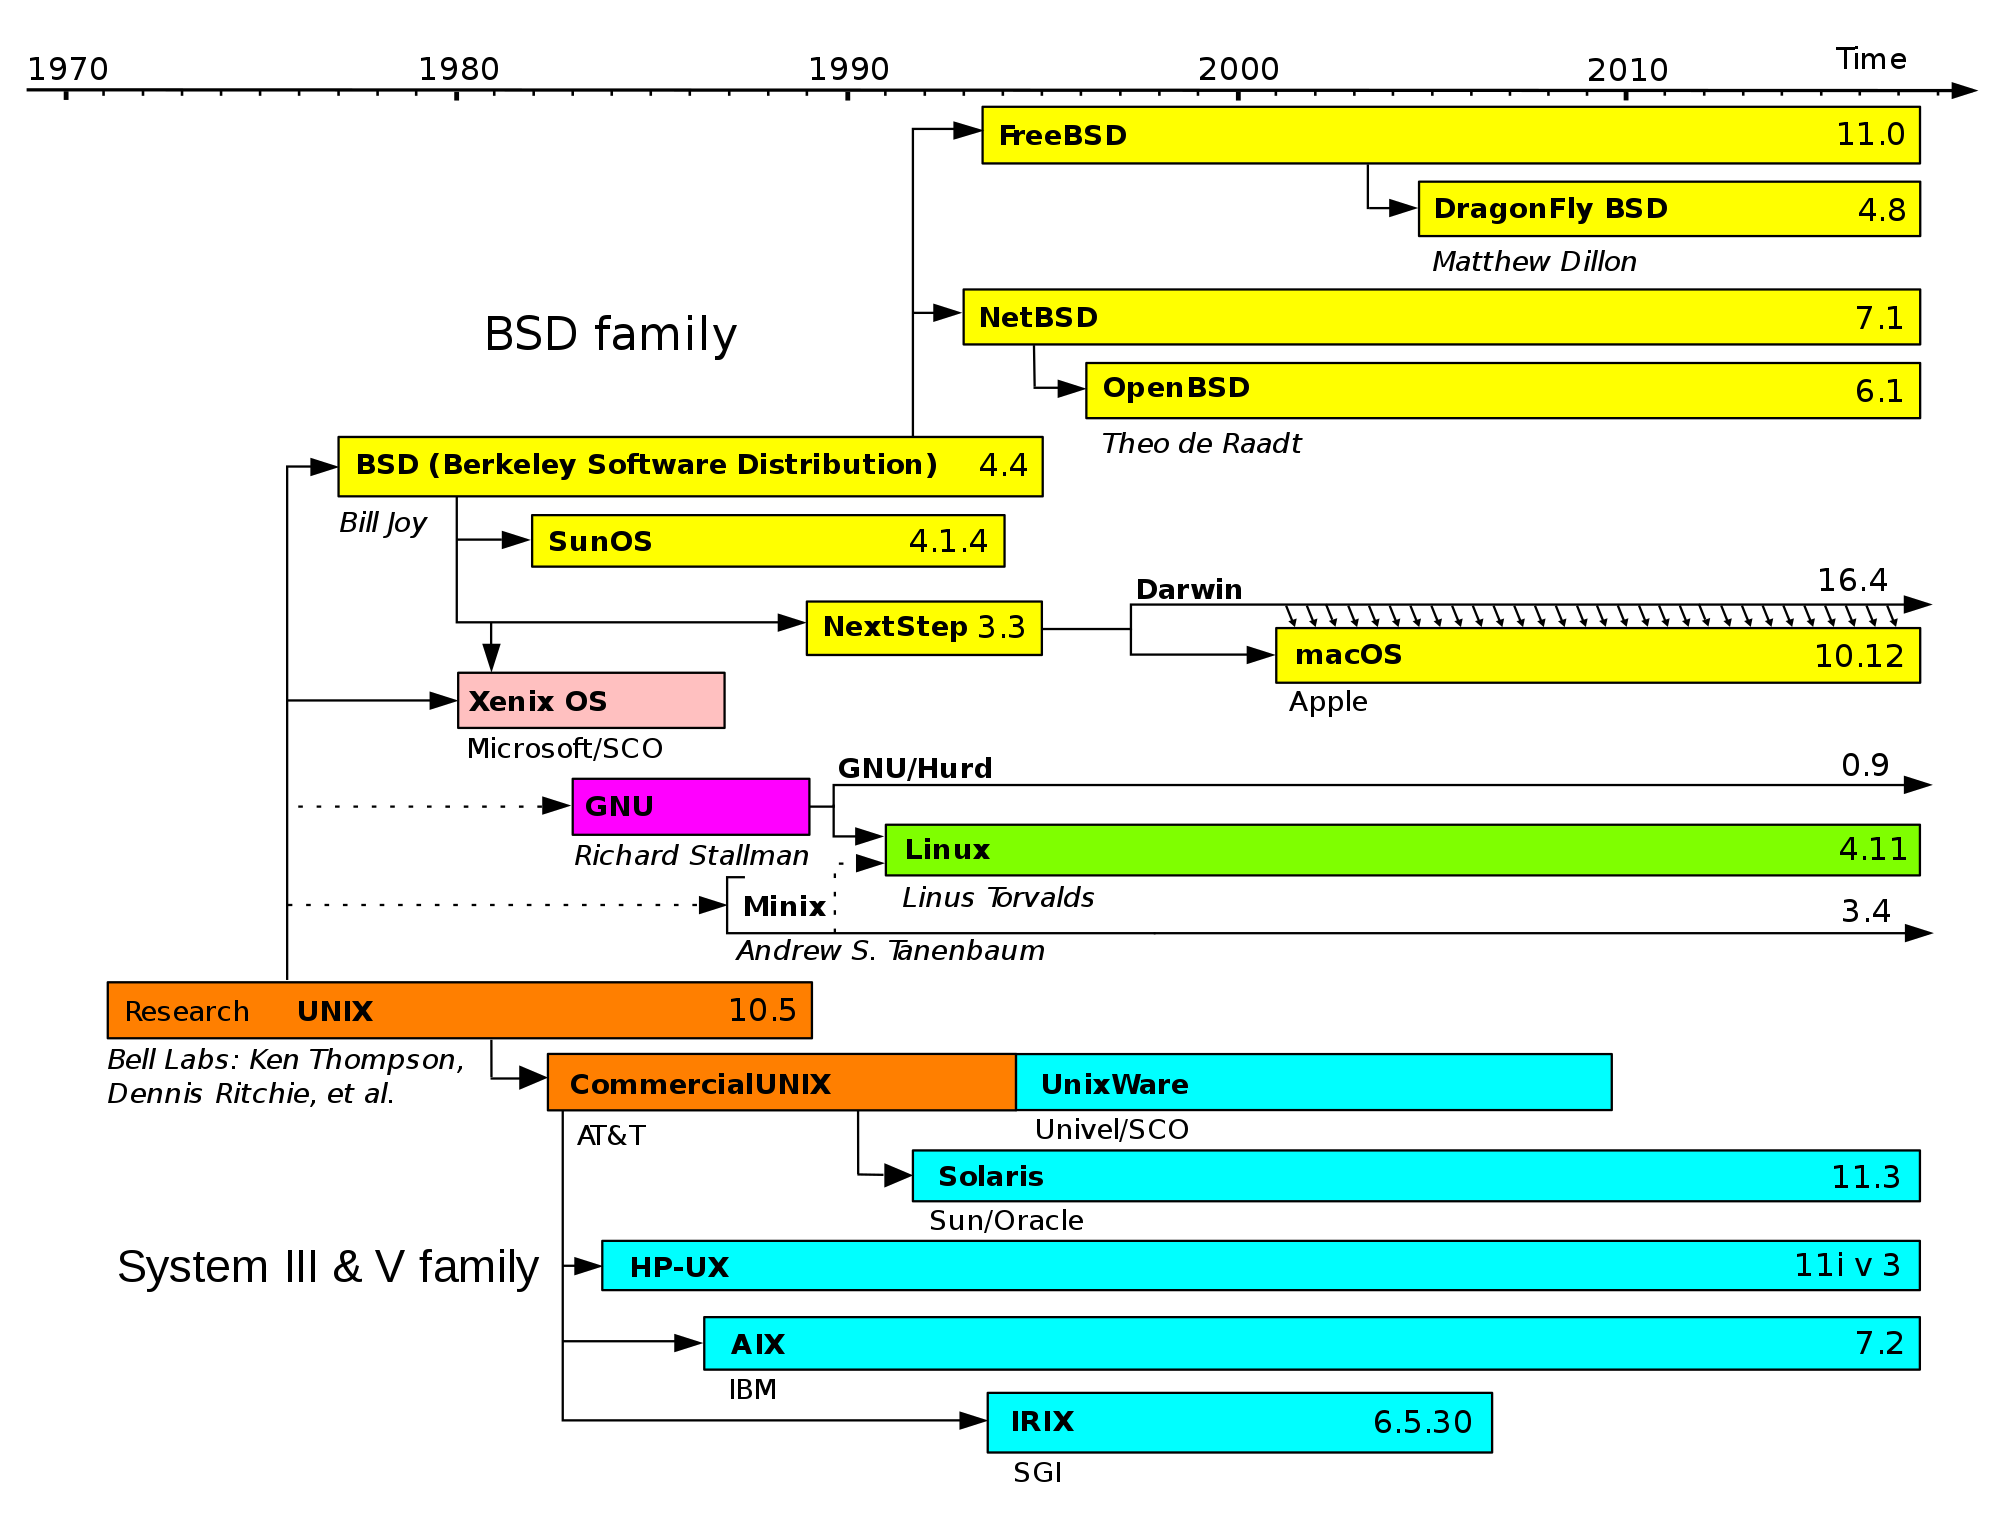 1970 1980 1990 2000 2010 Time
FreeBSD 11.0
DragonFly BSD 4.8
Matthew Dillon
NetBSD 7.1
BSD family
OpenBSD 6.1
Theo de Raadt
BSD (Berkeley Software Distribution) 4.4
Bill Joy
SunOS 4.1.4
Darwin 16.4
NextStep 3.3
macOS 10.12
Apple
Xenix OS
Microsoft/SCO
GNU/Hurd 0.9
GNU
Richard Stallman
Linux 4.11
Linus Torvalds
Minix 3.4
Andrew S. Tanenbaum
Research UNIX 10.5
Bell Labs: Ken Thompson,
Dennis Ritchie, et al.
CommercialUNIX UnixWare
AT&T Univel/SCO
Solaris 11.3
Sun/Oracle
System III & V family
HP-UX 11i v 3
AIX 7.2
IBM
IRIX 6.5.30
SGI